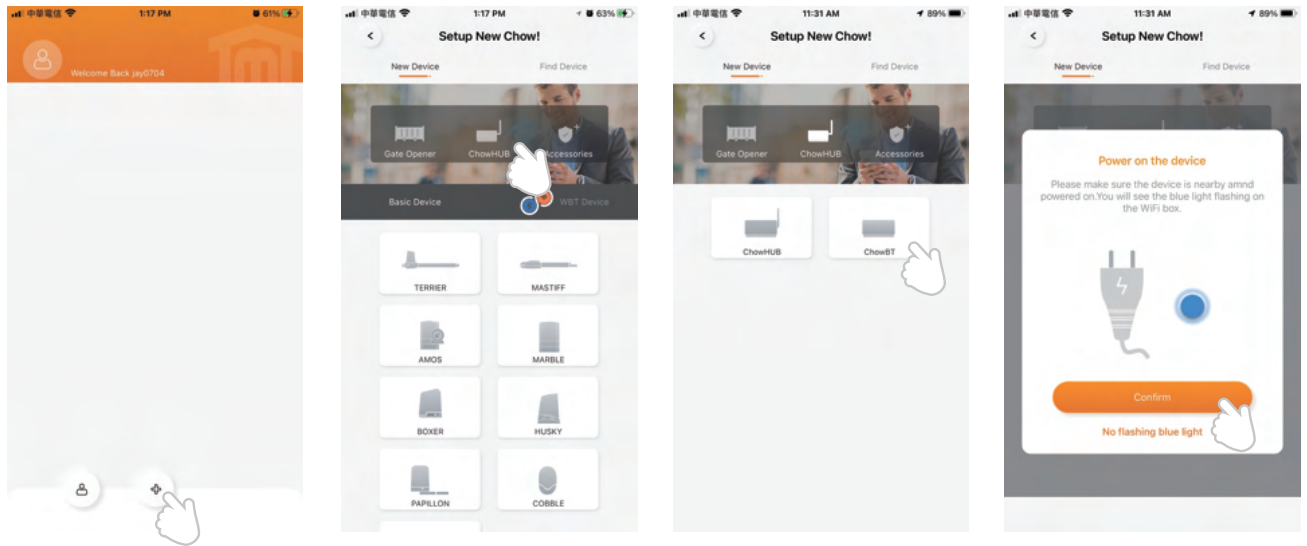 中華電信
1:17 PM
61%
Welcome Back jay0704
中華電信
1:17 PM
63%
Setup New Chow!
New Device
Find Device
Gate Opener
ChowHUB
Accessories
Basic Device
WBT Device
TERRIER
MASTIFF
AMOS
MARBLE
BOXER
HUSKY
PAPILLON
COBBLE
中華電信
11:31 AM
89%
Setup New Chow!
New Device
Find Device
Gate Opener
ChowHUB
Accessories
ChowHUB
ChowBT
中華電信
11:31 AM
89%
Setup New Chow!
New Device
Find Device
Power on the device
Please make sure the device is nearby amnd
powered on.You will see the blue light flashing on
the WiFi box.
Confirm
No flashing blue light